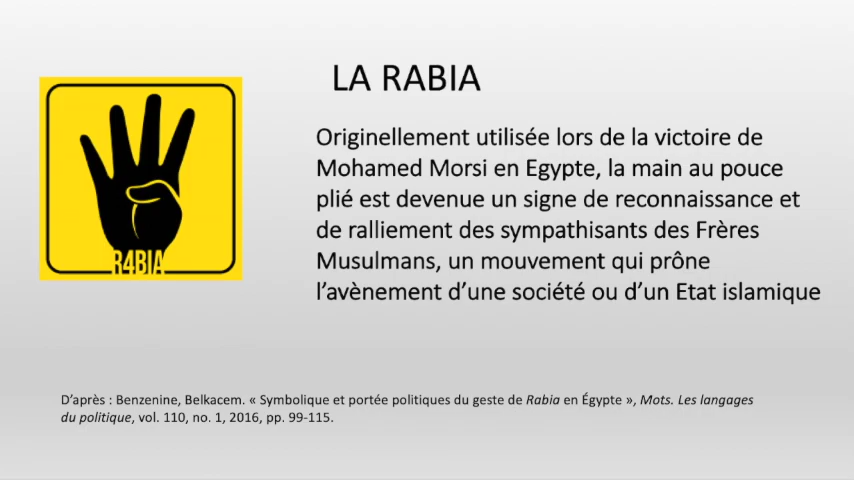 LA RABIA
Originellement utilisée lors de la victoire de
Mohamed Morsi en Egypte, la main au pouce
plié est devenue un signe de reconnaissance et
de ralliement des sympathisants des Frères
Musulmans, un mouvement qui prône
l’avènement d’une société ou d’un Etat islamique
R4BIA
D’après : Benzenine, Belkacem. « Symbolique et portée politiques du geste de Rabia en Égypte », Mots. Les langages
du politique, vol. 110, no. 1, 2016, pp. 99-115.